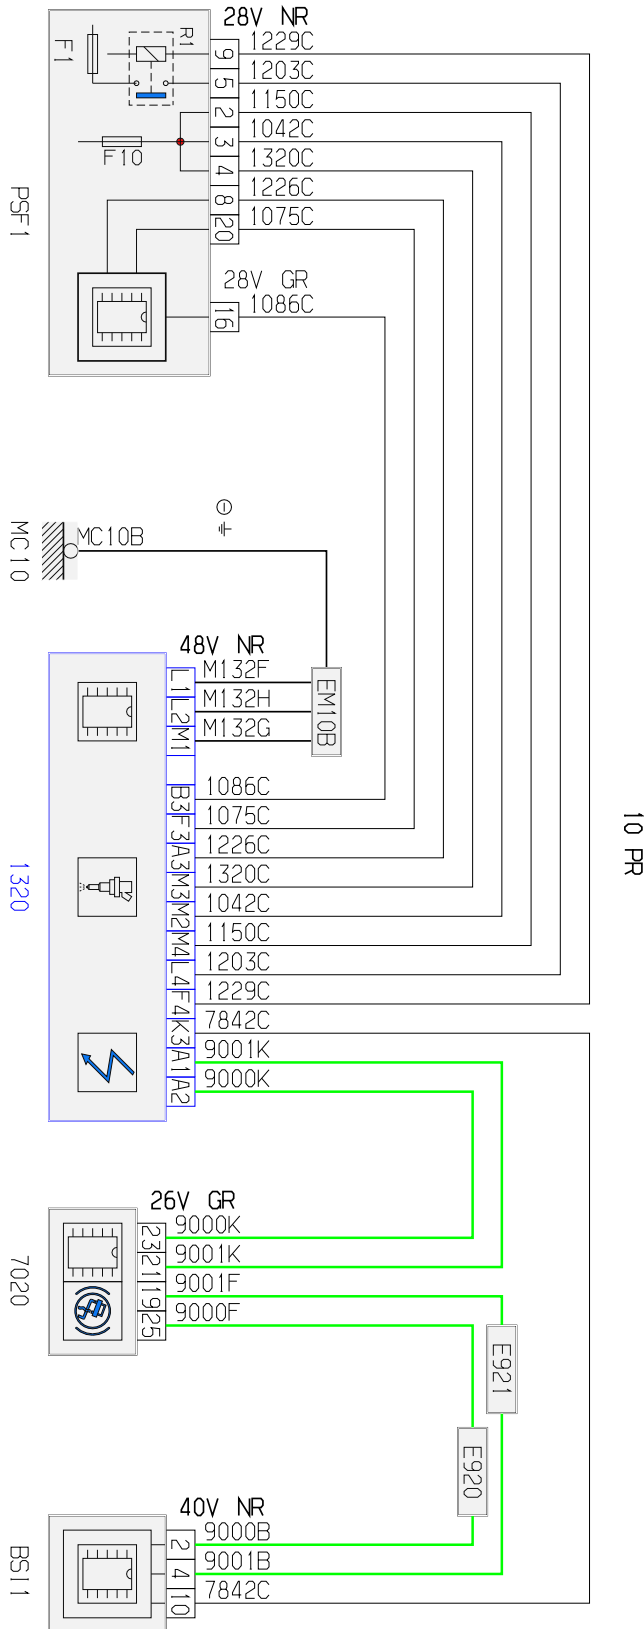 28V NR
F1
R1
9 1229C
5 1203C
2 1150C
3 1042C
F10
4 1320C
8 1226C
20 1075C
PSF1
28V GR
16 1086C
MC10
MC10B
48V NR
L1 M132F
L2 M132H
M1 M132G
EM10B
B3 1086C
F3 1075C
A3 1226C
M3 1320C
M2 1042C
M4 1150C
L4 1203C
F4 1229C
K3 7842C
A1 9001K
A2 9000K
1320
10 PR
26V GR
23 9000K
21 9001K
19 9001F
25 9000F
7020
E921
E920
40V NR
2 9000B
4 9001B
10 7842C
BSI1